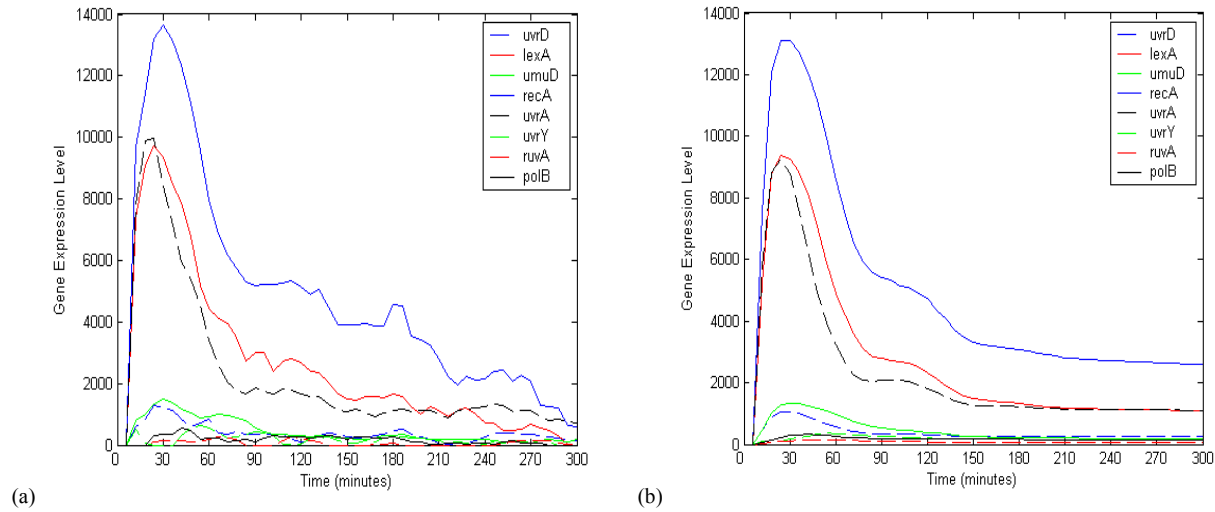 14000
12000
10000
8000
6000
4000
2000
0
Gene Expression Level
0 30 60 90 120 150 180 210 240 270 300
Time (minutes)
uvrD
lexA
umuD
recA
uvrA
uvrY
ruvA
polB
(a)
14000
12000
10000
8000
6000
4000
2000
0
Gene Expression Level
0 30 60 90 120 150 180 210 240 270 300
Time (minutes)
uvrD
lexA
umuD
recA
uvrA
uvrY
ruvA
polB
(b)